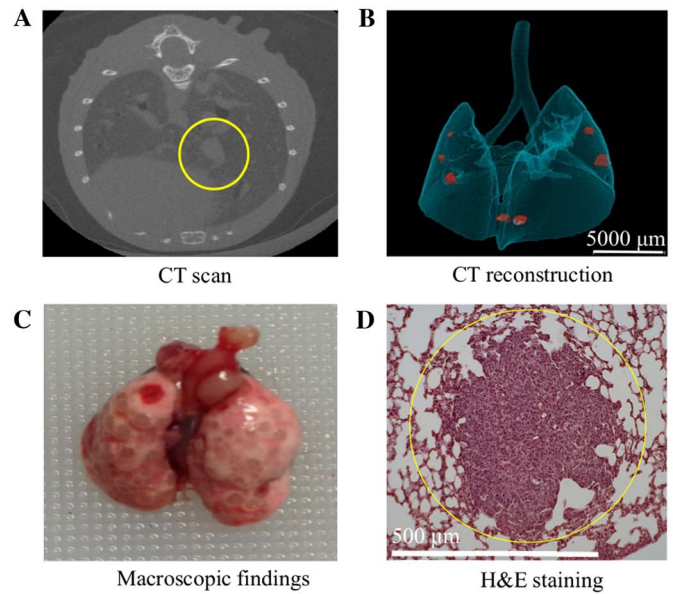 A
B
5000 µm
CT scan
CT reconstruction
C
D
500 µm
Macroscopic findings
H&E staining